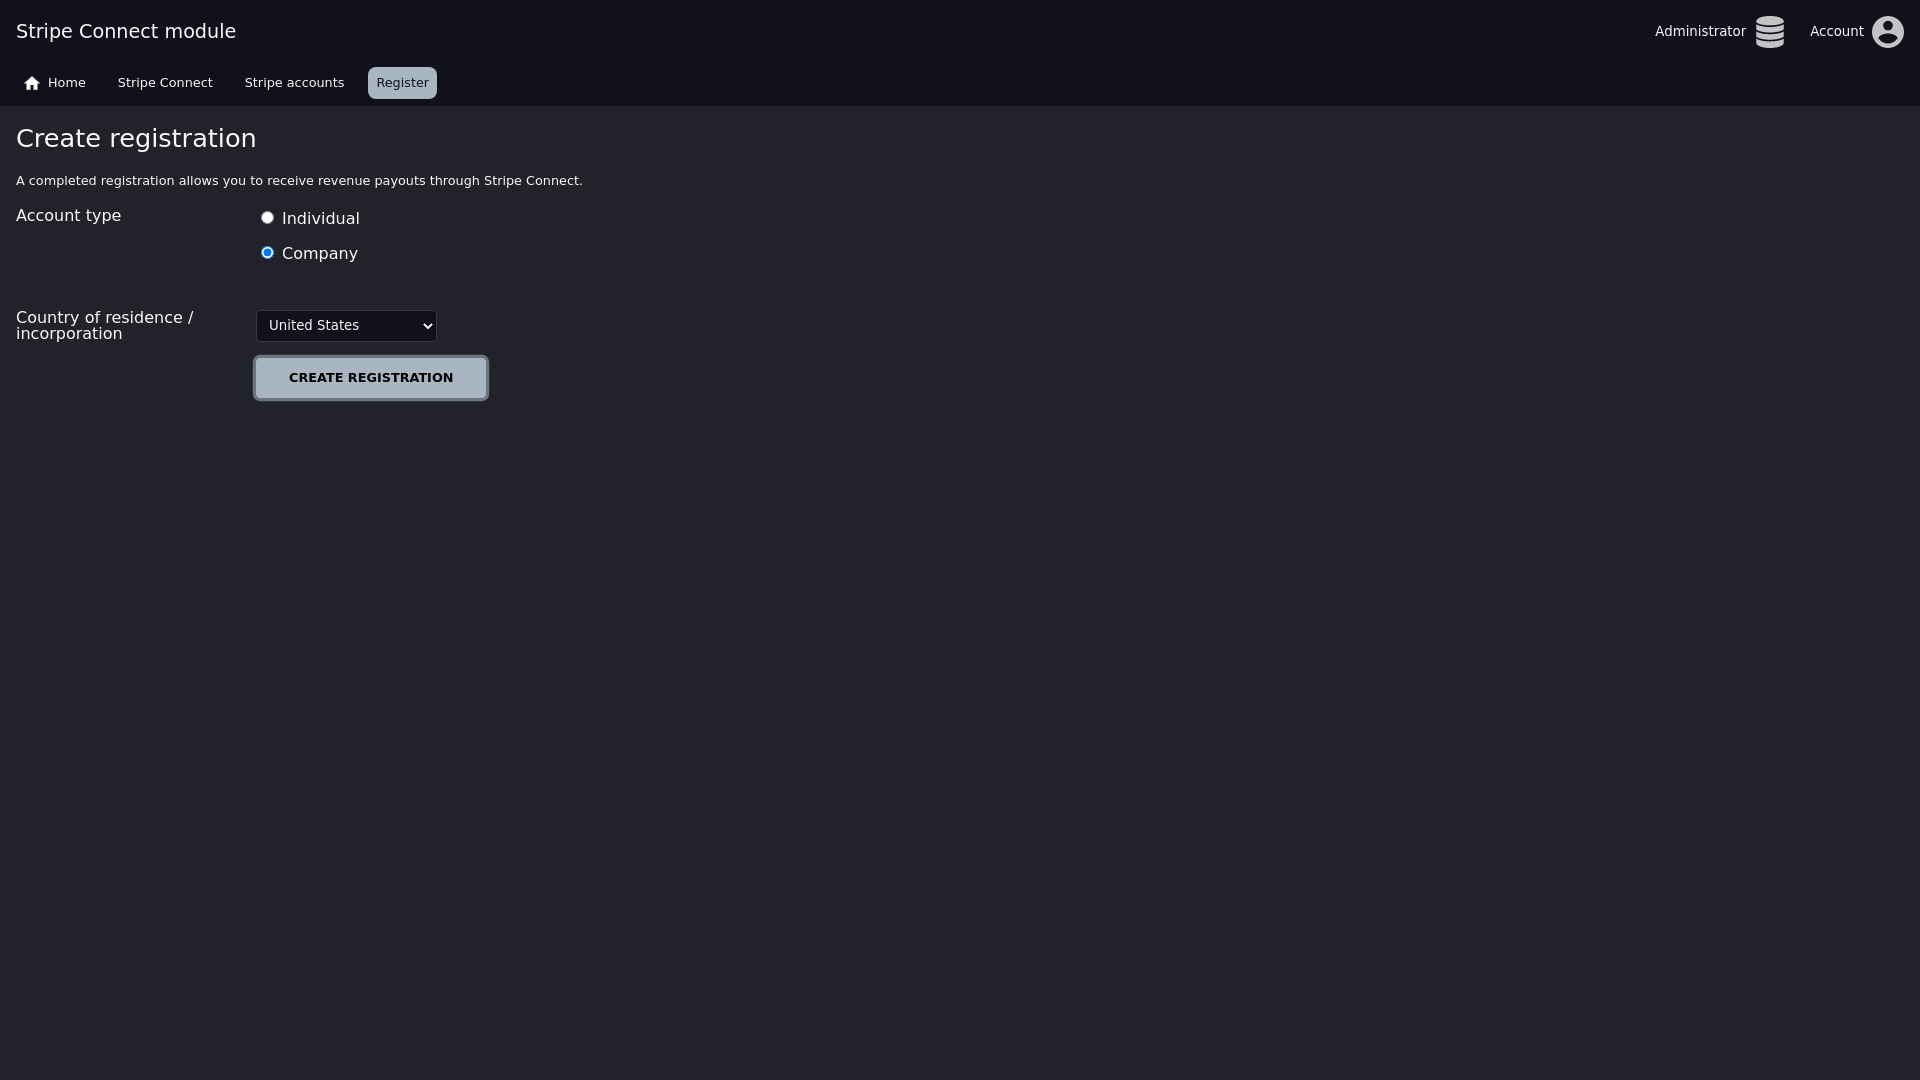 Stripe Connect module
Administrator
Account
Home
Stripe Connect
Stripe accounts
Register
Create registration
A completed registration allows you to receive revenue payouts through Stripe Connect.
Account type
Individual
Company
Country of residence /
incorporation
United States
CREATE REGISTRATION